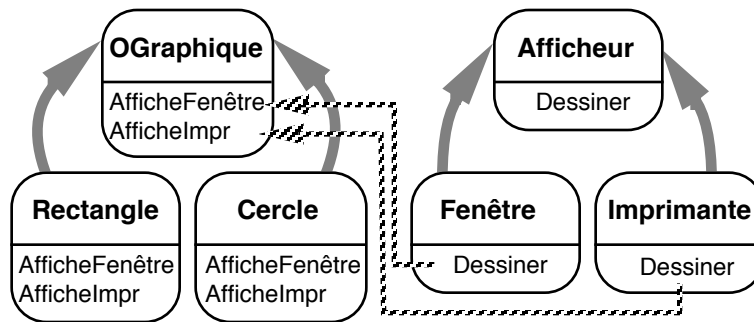 OGraphique
AfficheFenêtre
AfficheImpr
Afficheur
Dessiner
Rectangle
AfficheFenêtre
AfficheImpr
Cercle
AfficheFenêtre
AfficheImpr
Fenêtre
Dessiner
Imprimante
Dessiner